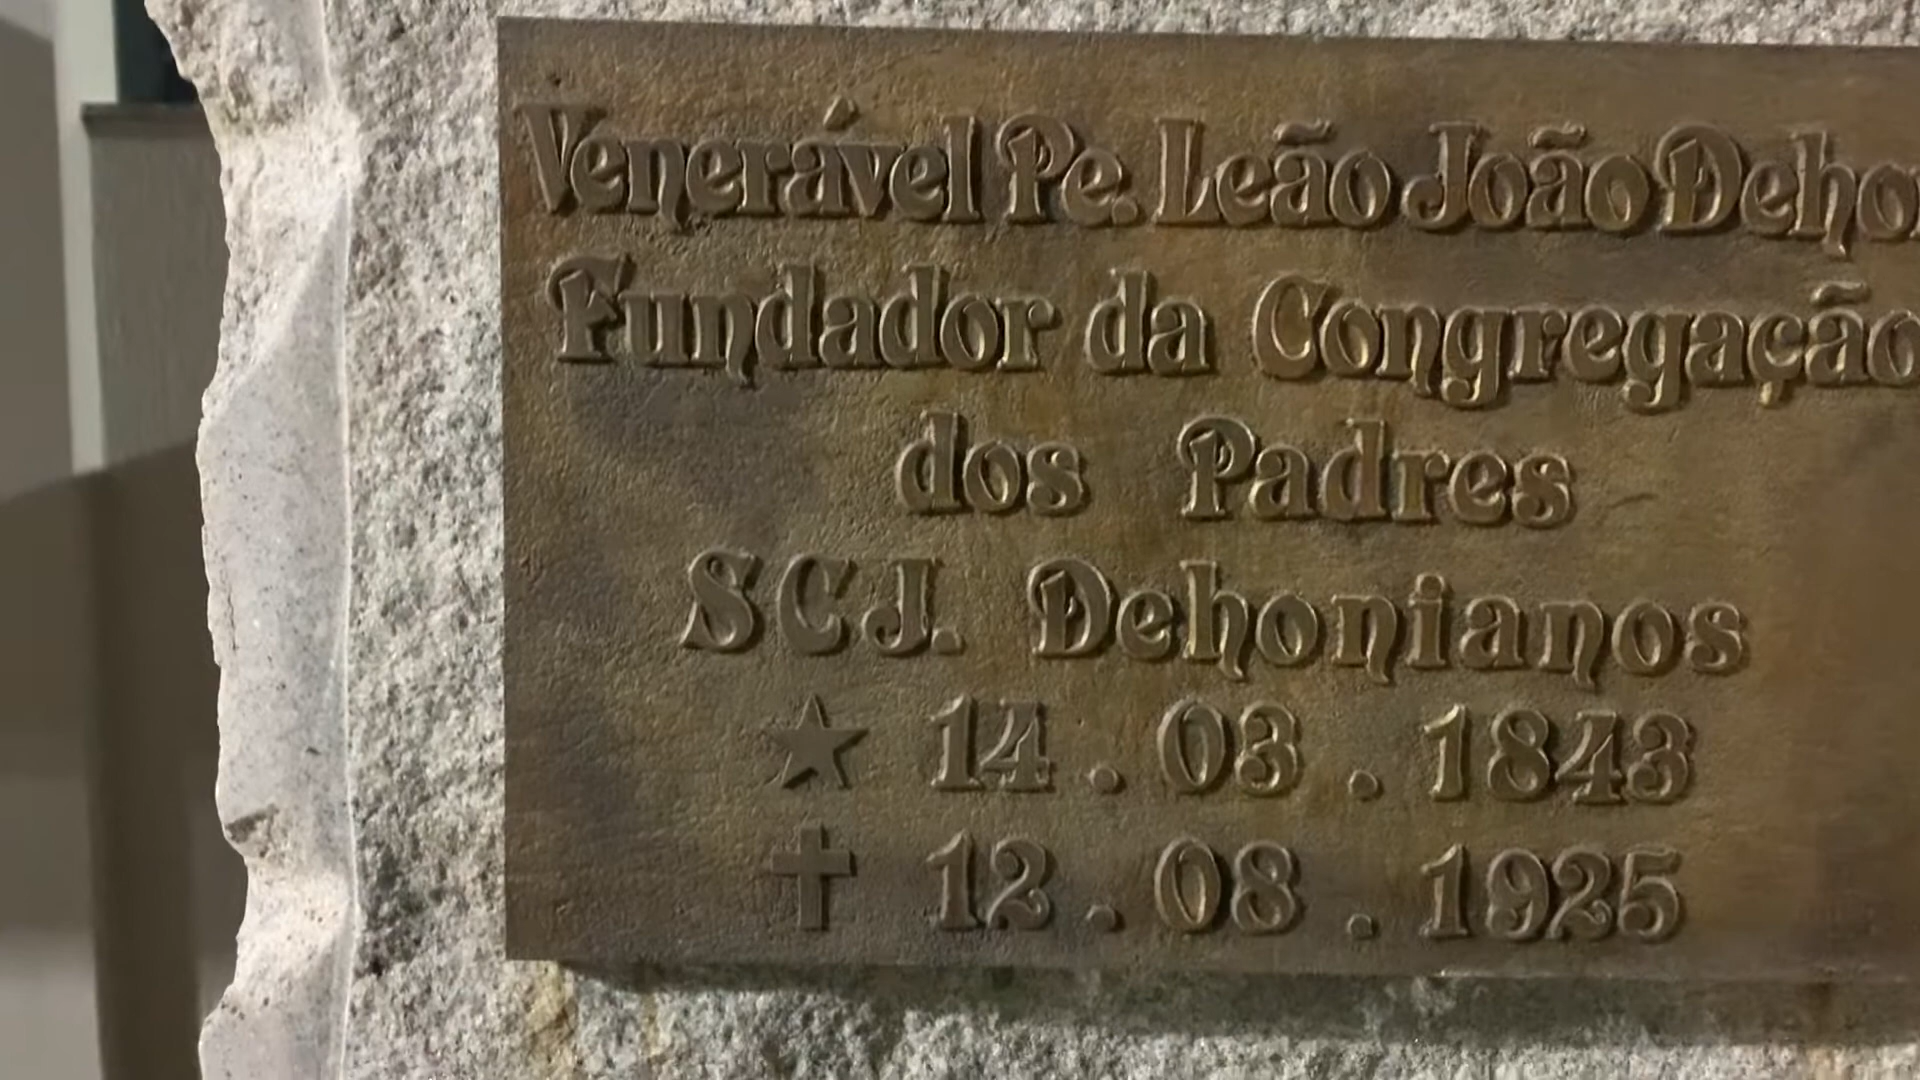 Venerável Pe. Leão João Deho
Fundador da Congregação
dos Padres
SCJ. Dehonianos
★ 14 . 03 . 1843
✝ 12 . 08 . 1925